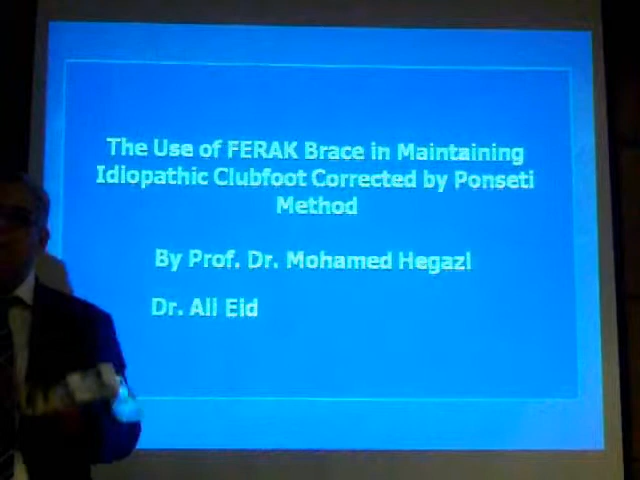 The Use of FERAK Brace in Maintaining
Idiopathic Clubfoot Corrected by Ponseti
Method
By Prof. Dr. Mohamed Hegazi
Dr. Ali Eid